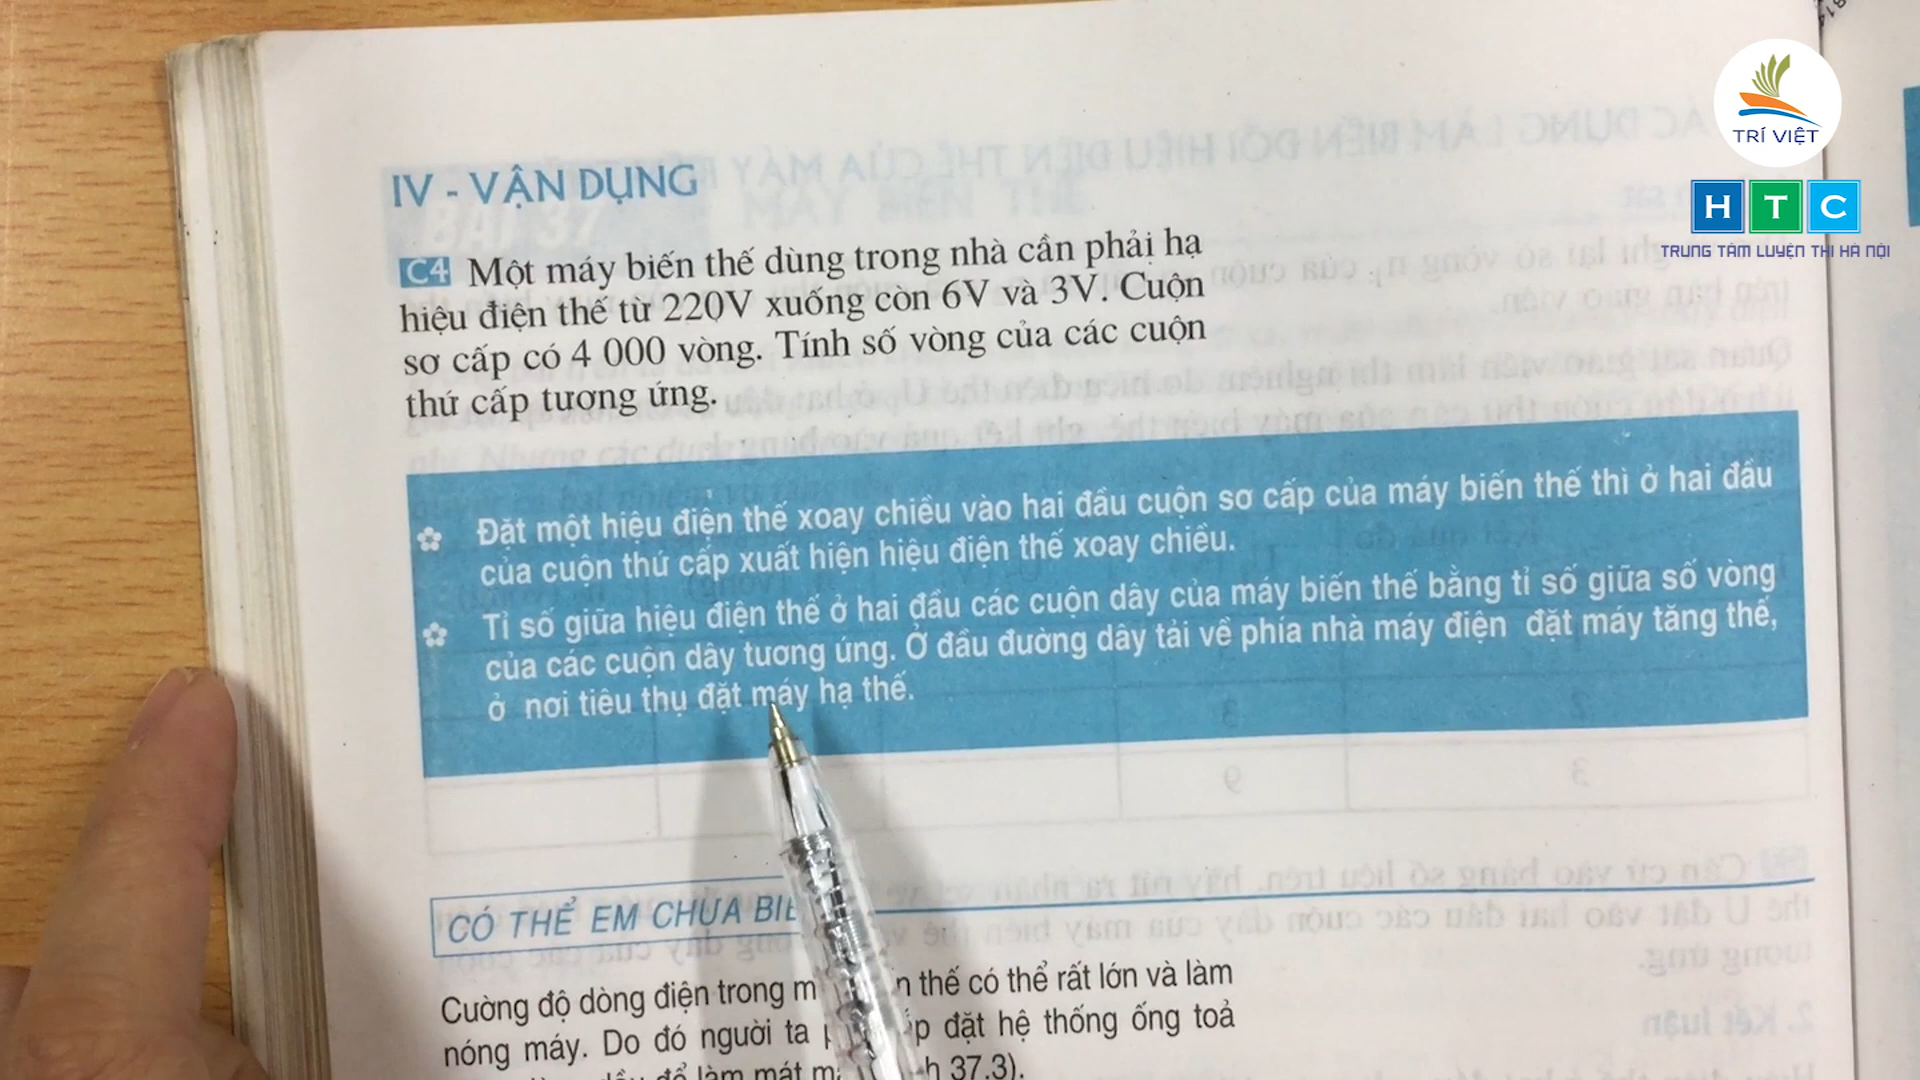 TRÍ VIỆT
H T C
TRUNG TÂM LUYỆN THI HÀ NỘI
IV - VẬN DỤNG
C4 Một máy biến thế dùng trong nhà cần phải hạ
hiệu điện thế từ 220V xuống còn 6V và 3V. Cuộn
sơ cấp có 4 000 vòng. Tính số vòng của các cuộn
thứ cấp tương ứng.
Đặt một hiệu điện thế xoay chiều vào hai đầu cuộn sơ cấp của máy biến thế thì ở hai đầu
của cuộn thứ cấp xuất hiện hiệu điện thế xoay chiều.
Tỉ số giữa hiệu điện thế ở hai đầu các cuộn dây của máy biến thế bằng tỉ số giữa số vòng
của các cuộn dây tương ứng. Ở đầu đường dây tải về phía nhà máy điện đặt máy tăng thế,
ở nơi tiêu thụ đặt máy hạ thế.
CÓ THỂ EM CHƯA
Cường độ dòng điện trong thế có thể rất lớn và làm
nóng máy. Do đó người ta đặt hệ thống ống toả
để làm mát 37.3).